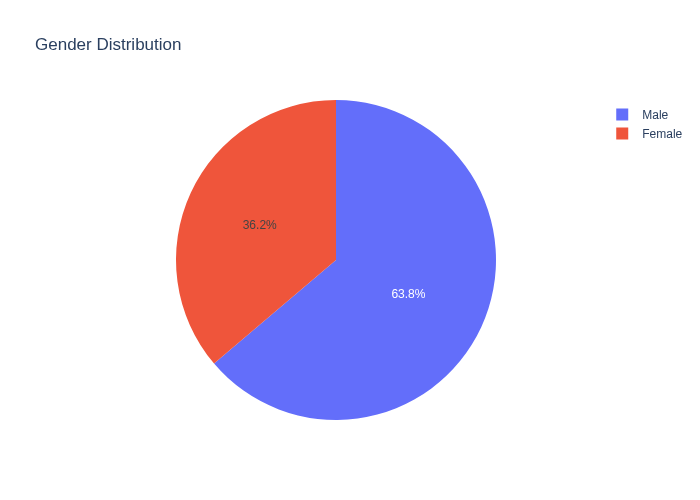 Gender Distribution
Male
Female
36.2%
63.8%